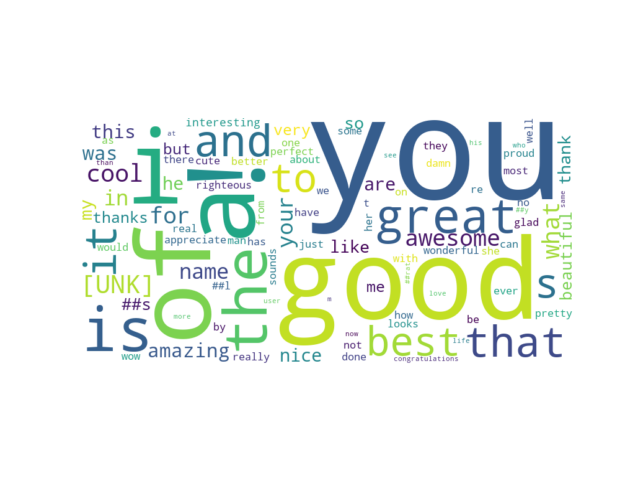 this
as
was
cool
but
at
than
there
cute
interesting
very
one
perfect
about
so
some
you
they
damn
his
see
who
proud
most
well
thank
and
i
a
!
of
the
to
in
my
he
righteous
better
we
are
on
re
no
same
##y
glad
thanks
for
from
your
have
her
t
great
what
beautiful
it
real
would
appreciate
man
has
just
like
awesome
can
wonderful
she
with
[UNK]
name
##l
sounds
good
me
##rat
love
ever
s
##s
is
more
user
m
how
looks
pretty
by
wow
amazing
really
nice
not
done
now
congratulations
best
life
be
that